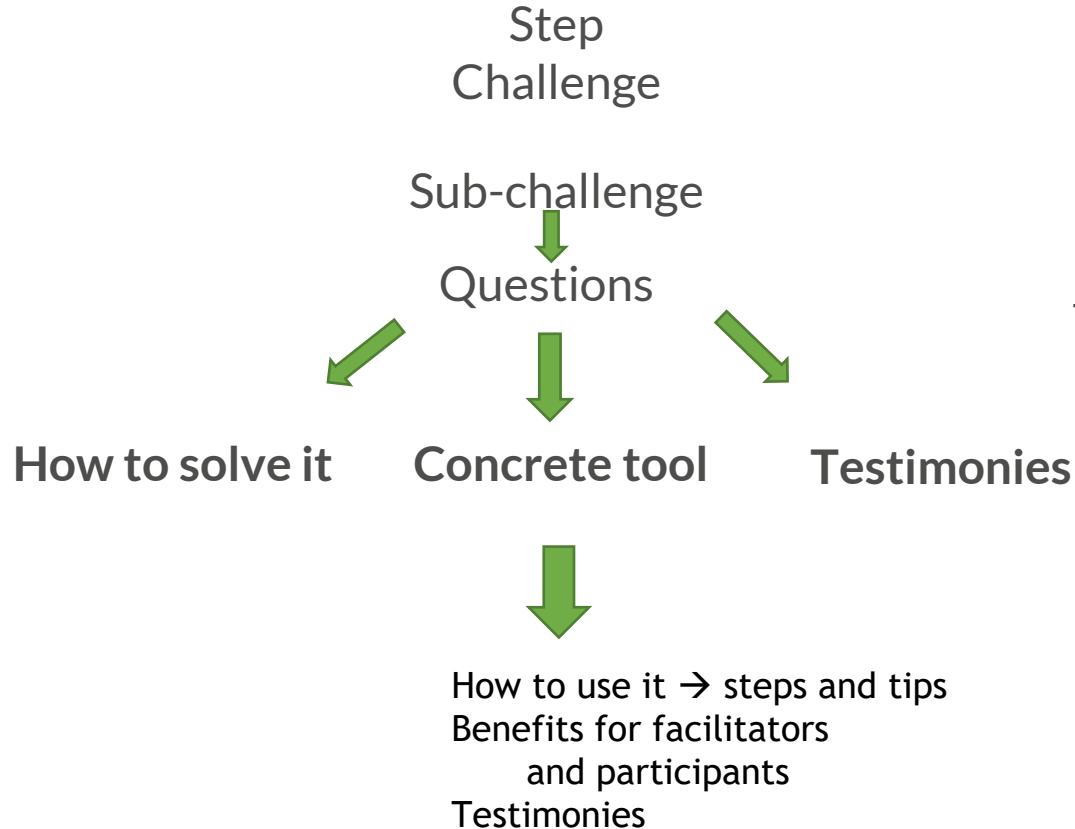 Step
Challenge
Sub-challenge
Questions
How to solve it
Concrete tool
Testimonies
How to use it → steps and tips
Benefits for facilitators
and participants
Testimonies